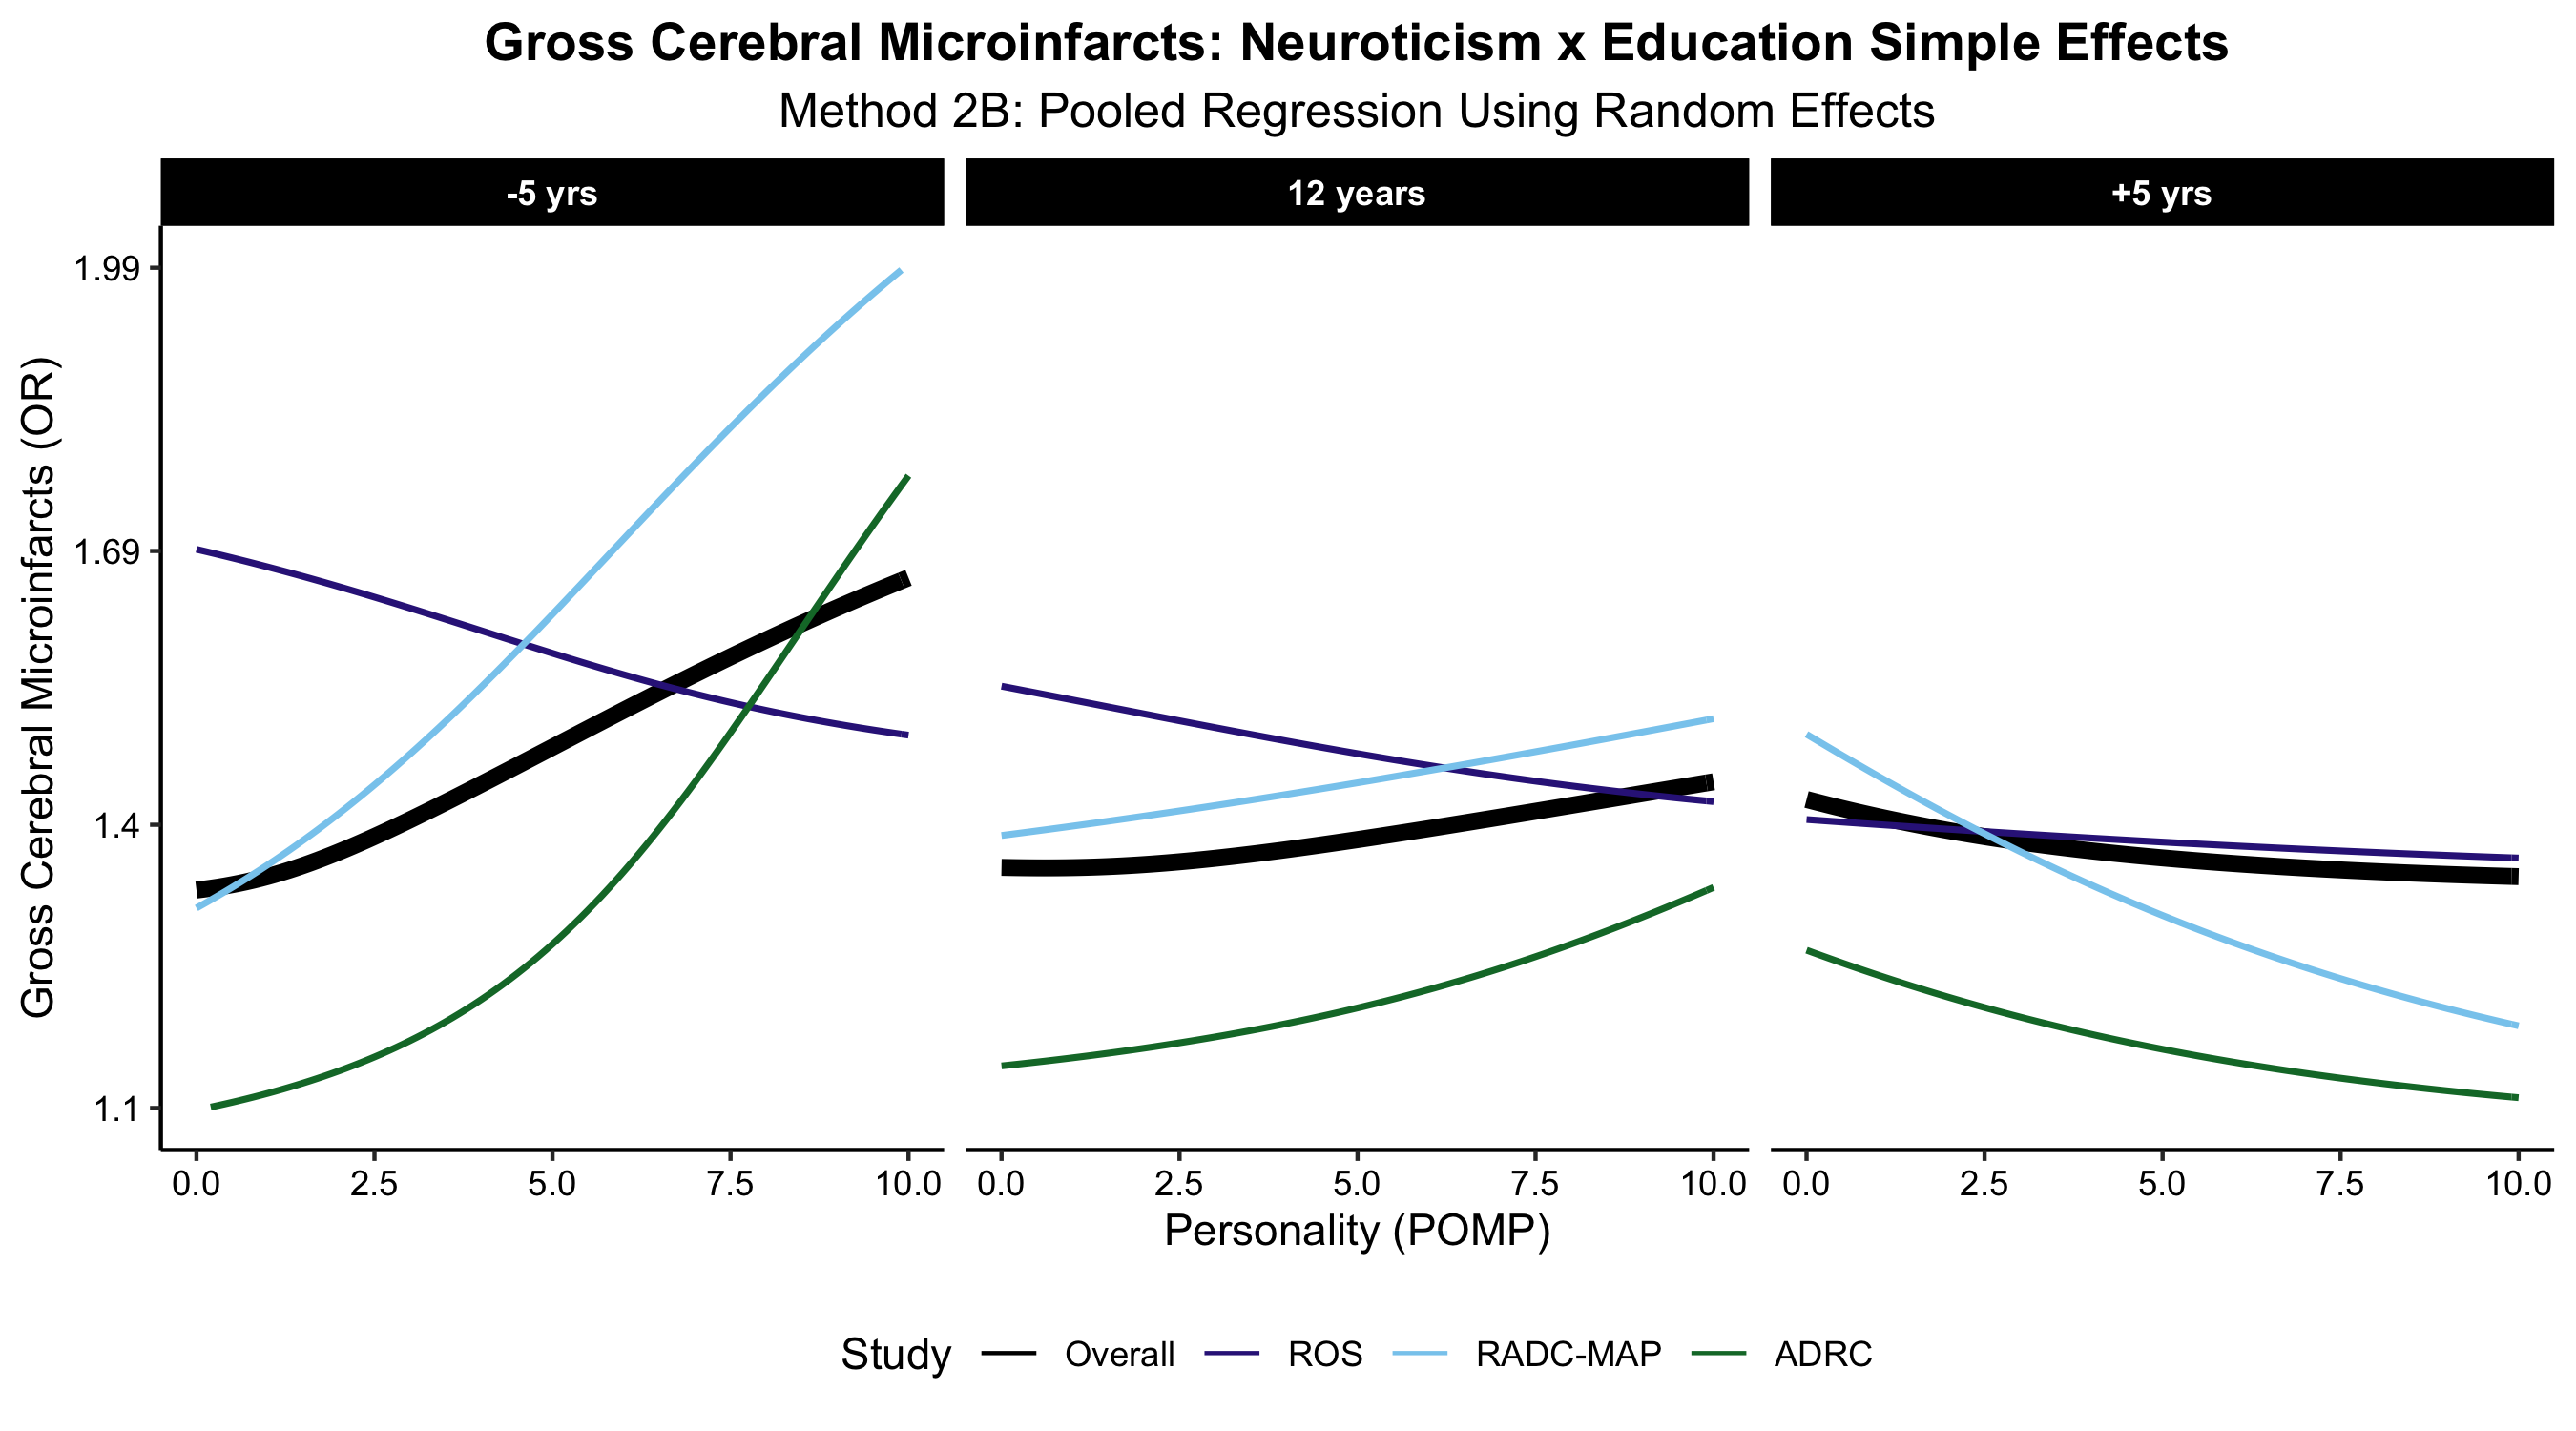 Gross Cerebral Microinfarcts: Neuroticism x Education Simple Effects
Method 2B: Pooled Regression Using Random Effects
-5 yrs
12 years
+5 yrs
Gross Cerebral Microinfarcts (OR)
1.99
1.69
1.4
1.1
0.0 2.5 5.0 7.5 10.0
0.0 2.5 5.0 7.5 10.0
0.0 2.5 5.0 7.5 10.0
Personality (POMP)
Study Overall ROS RADC-MAP ADRC